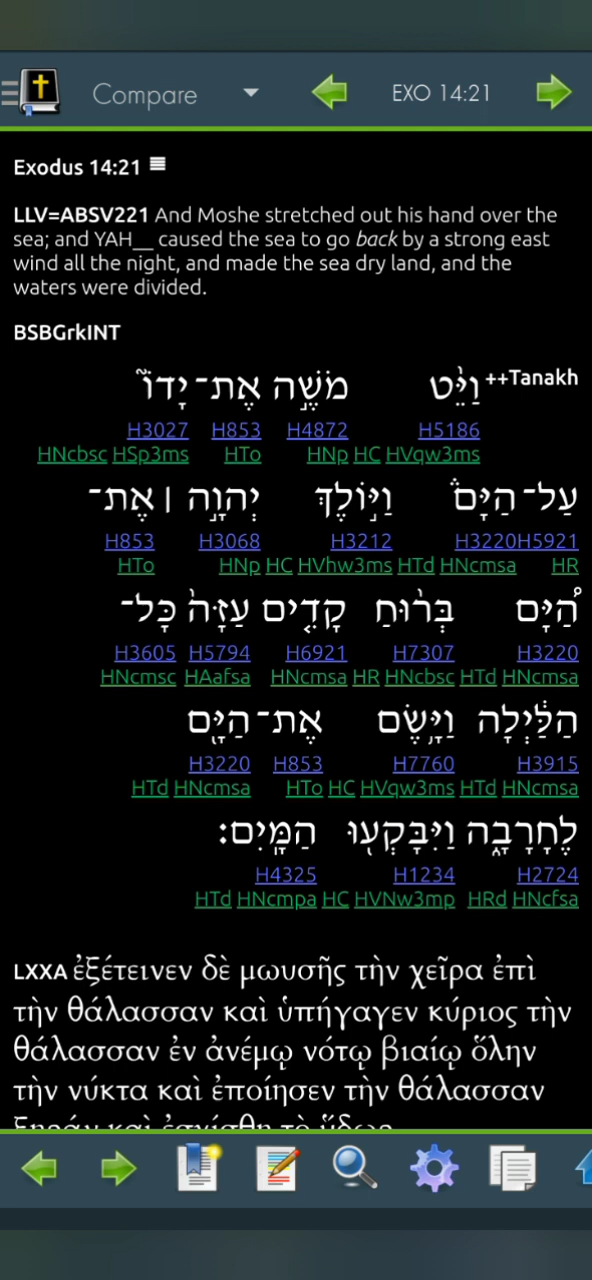 Compare EXO 14:21
Exodus 14:21
LLV=ABSV221 And Moshe stretched out his hand over the
sea; and YAH__ caused the sea to go back by a strong east
wind all the night, and made the sea dry land, and the
waters were divided.
BSBGrkINT
++Tanakh וַיֵּ֨ט מֹשֶׁ֣ה אֶת־ יָדוֹ֮
H3027 H853 H4872 H5186
HNcbsc HSp3ms HTo HNp HC HVqw3ms
עַל־ הַיָּם֒ וַיּ֣וֹלֶךְ יְהוָ֣ה ׀ אֶת־
H853 H3068 H3212 H3220H5921
HTo HNp HC HVhw3ms HTd HNcmsa HR
הַ֠יָּם בְּר֨וּחַ קָדִ֤ים עַזָּה֙ כָּל־
H3605 H5794 H6921 H7307 H3220
HNcmsc HAafsa HNcmsa HR HNcbsc HTd HNcmsa
הַלַּ֔יְלָה וַיָּ֥שֶׂם אֶת־ הַיָּ֖ם
H3220 H853 H7760 H3915
HTd HNcmsa HTo HC HVqw3ms HTd HNcmsa
לֶחָרָבָ֑ה וַיִּבָּקְע֖וּ הַמָּֽיִם׃
H4325 H1234 H2724
HTd HNcmpa HC HVNw3mp HRd HNcfsa
LXXA ἐξέτεινεν δὲ μωυσῆς τὴν χεῖρα ἐπὶ
τὴν θάλασσαν καὶ ὑπήγαγεν κύριος τὴν
θάλασσαν ἐν ἀνέμῳ νότῳ βιαίῳ ὅλην
τὴν νύκτα καὶ ἐποίησεν τὴν θάλασσαν